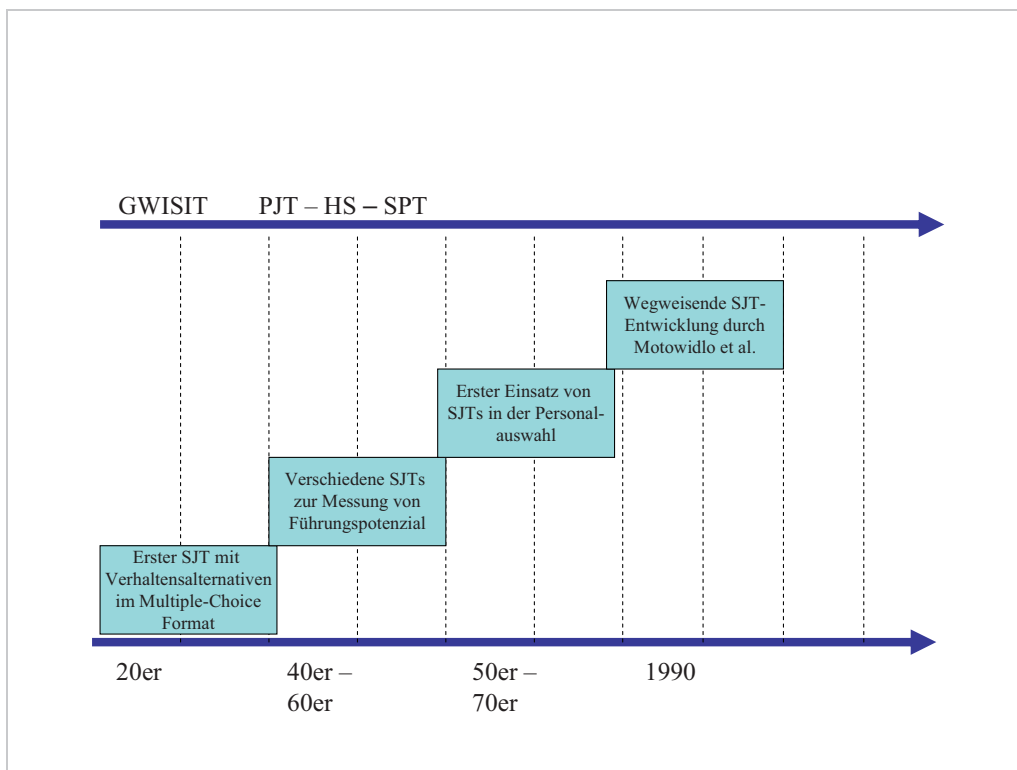 GWISIT PJT – HS – SPT
Wegweisende SJT-
Entwicklung durch
Motowidlo et al.
Erster Einsatz von
SJTs in der Personal-
auswahl
Verschiedene SJTs
zur Messung von
Führungspotenzial
Erster SJT mit
Verhaltensalternativen
im Multiple-Choice
Format
20er
40er –
60er
50er –
70er
1990